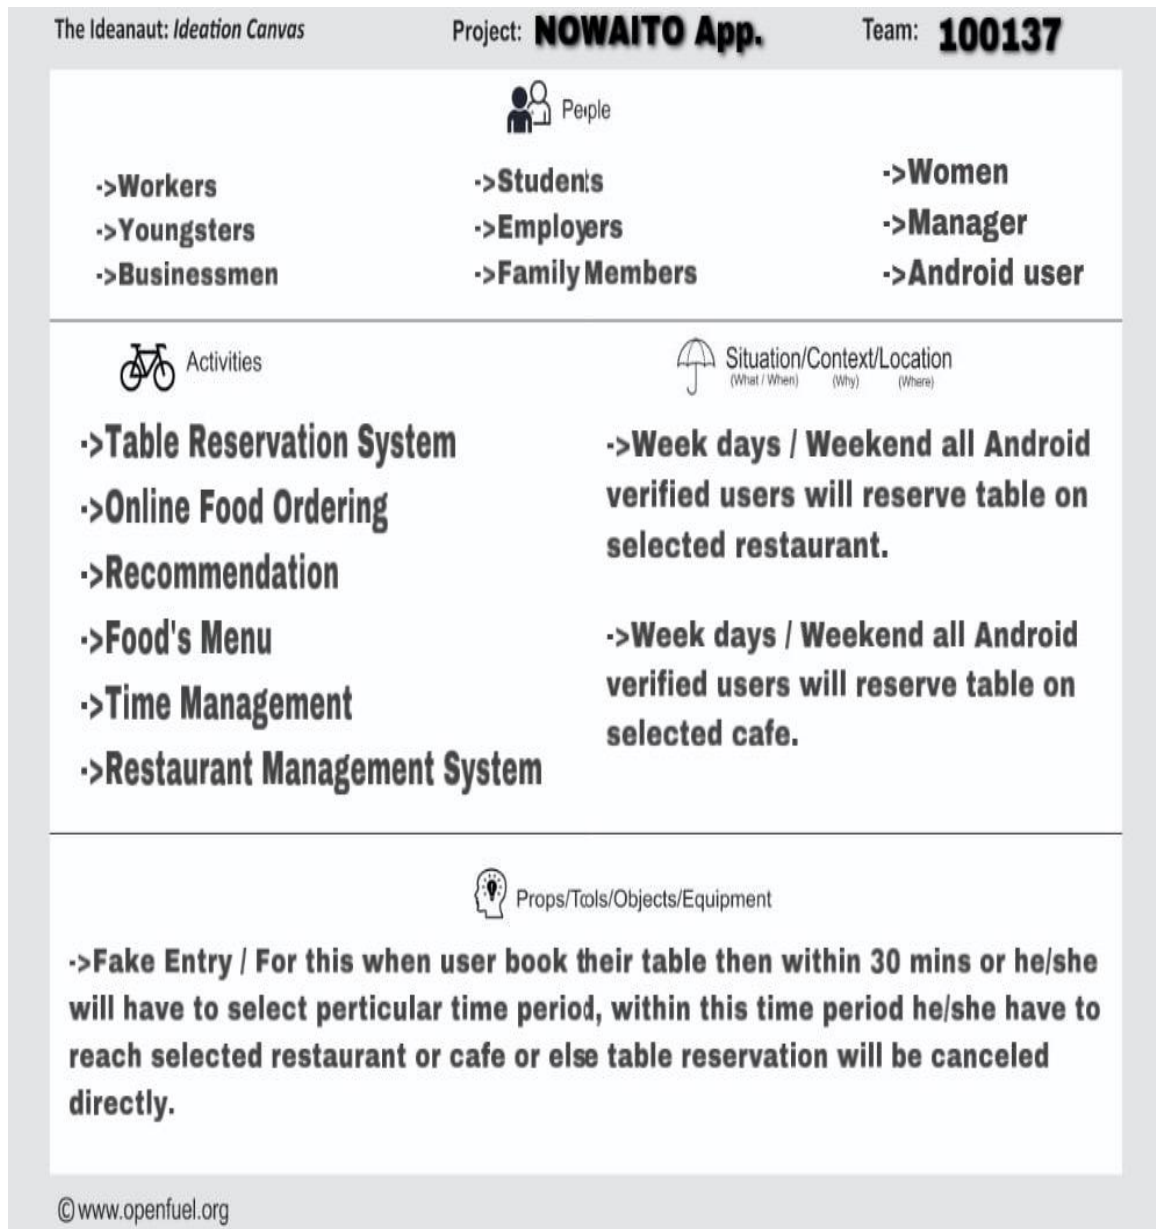 The Ideanaut: Ideation Canvas
Project: NOWAITO App.
Team: 100137
People
->Workers
->Youngsters
->Businessmen
->Students
->Employers
->Family Members
->Women
->Manager
->Android user
Activities
->Table Reservation System
->Online Food Ordering
->Recommendation
->Food's Menu
->Time Management
->Restaurant Management System
Situation/Context/Location
(What / When) (Why) (Where)
->Week days / Weekend all Android
verified users will reserve table on
selected restaurant.
->Week days / Weekend all Android
verified users will reserve table on
selected cafe.
Props/Tools/Objects/Equipment
->Fake Entry / For this when user book their table then within 30 mins or he/she
will have to select perticular time period, within this time period he/she have to
reach selected restaurant or cafe or else table reservation will be canceled
directly.
©www.openfuel.org